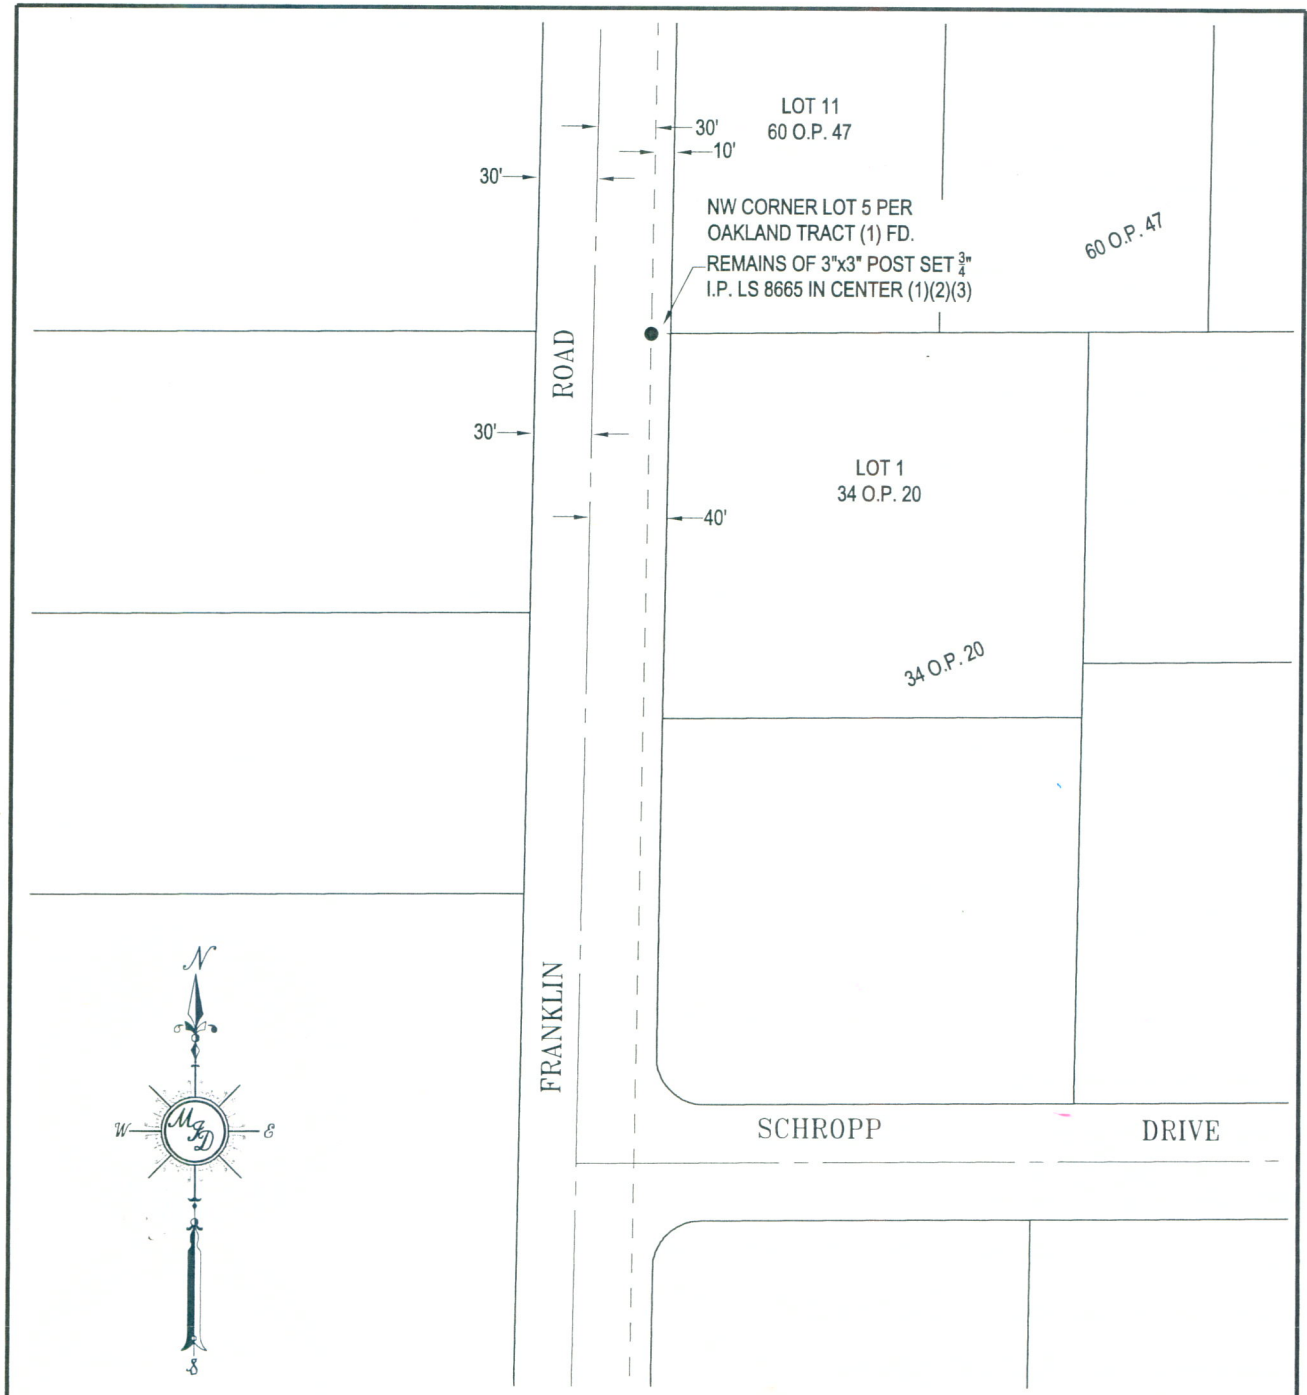 LOT 11
60 O.P. 47
30'
10'
30'
NW CORNER LOT 5 PER
OAKLAND TRACT (1) FD.
REMAINS OF 3"x3" POST SET 3/4"
I.P. LS 8665 IN CENTER (1)(2)(3)
60 O.P. 47
ROAD
30'
LOT 1
34 O.P. 20
40'
34 O.P. 20
FRANKLIN
N
W
MJD
E
S
SCHROPP DRIVE